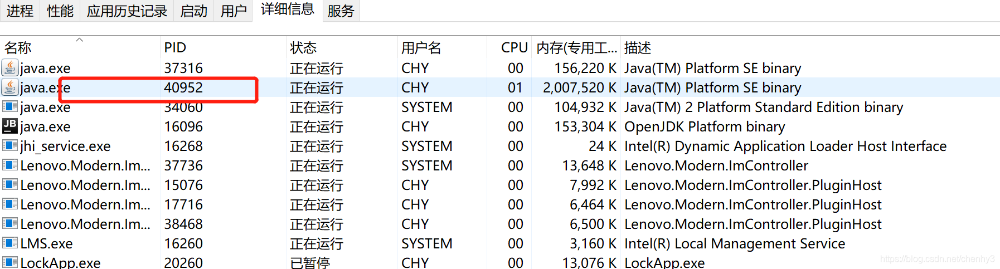 进程 性能 应用历史记录 启动 用户 详细信息 服务
名称 PID 状态 用户名 CPU 内存(专用工... 描述
java.exe 37316 正在运行 CHY 00 156,220 K Java(TM) Platform SE binary
java.exe 40952 正在运行 CHY 01 2,007,520 K Java(TM) Platform SE binary
java.exe 34060 正在运行 SYSTEM 00 104,932 K Java(TM) 2 Platform Standard Edition binary
JB java.exe 16096 正在运行 CHY 00 153,304 K OpenJDK Platform binary
jhi_service.exe 16268 正在运行 SYSTEM 00 24 K Intel(R) Dynamic Application Loader Host Interface
Lenovo.Modern.Im... 37736 正在运行 SYSTEM 00 13,648 K Lenovo.Modern.ImController
Lenovo.Modern.Im... 15076 正在运行 CHY 00 7,992 K Lenovo.Modern.ImController.PluginHost
Lenovo.Modern.Im... 17716 正在运行 CHY 00 6,464 K Lenovo.Modern.ImController.PluginHost
Lenovo.Modern.Im... 38468 正在运行 CHY 00 6,500 K Lenovo.Modern.ImController.PluginHost
LMS.exe 16260 正在运行 SYSTEM 00 3,160 K Intel(R) Local Management Service
LockApp.exe 20260 已暂停 CHY 00 13,076 K LockApp.exe
https://blog.csdn.net/chenhy3